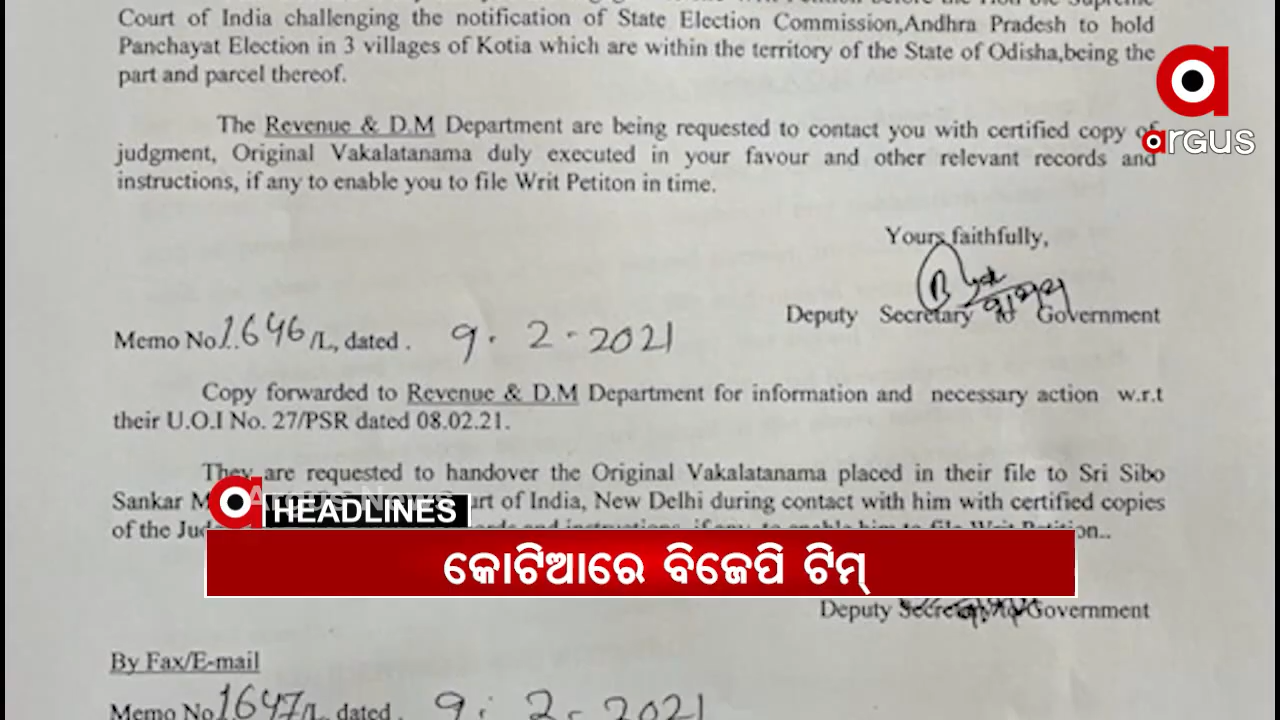 Court of India challenging the notification of State Election Commission,Andhra Pradesh to hold
Panchayat Election in 3 villages of Kotia which are within the territory of the State of Odisha,being the
part and parcel thereof.
The Revenue & D.M Department are being requested to contact you with certified copy of
judgment, Original Vakalatanama duly executed in your favour and other relevant records and
instructions, if any to enable you to file Writ Petiton in time.
argus
Yours faithfully,
Deputy Secretary to Government
Memo No 1646 /L, dated . 9. 2 - 2021
Copy forwarded to Revenue & D.M Department for information and necessary action w.r.t
their U.O.I No. 27/PSR dated 08.02.21.
They are requested to handover the Original Vakalatanama placed in their file to Sri Sibo
Sankar of India, New Delhi during contact with him with certified copies
of the
Argus News
HEADLINES
କୋଟିଆରେ ବିଜେପି ଟିମ୍
Deputy Secretary to Government
By Fax/E-mail
Memo No 1647/L, dated . 9. 2 - 2021